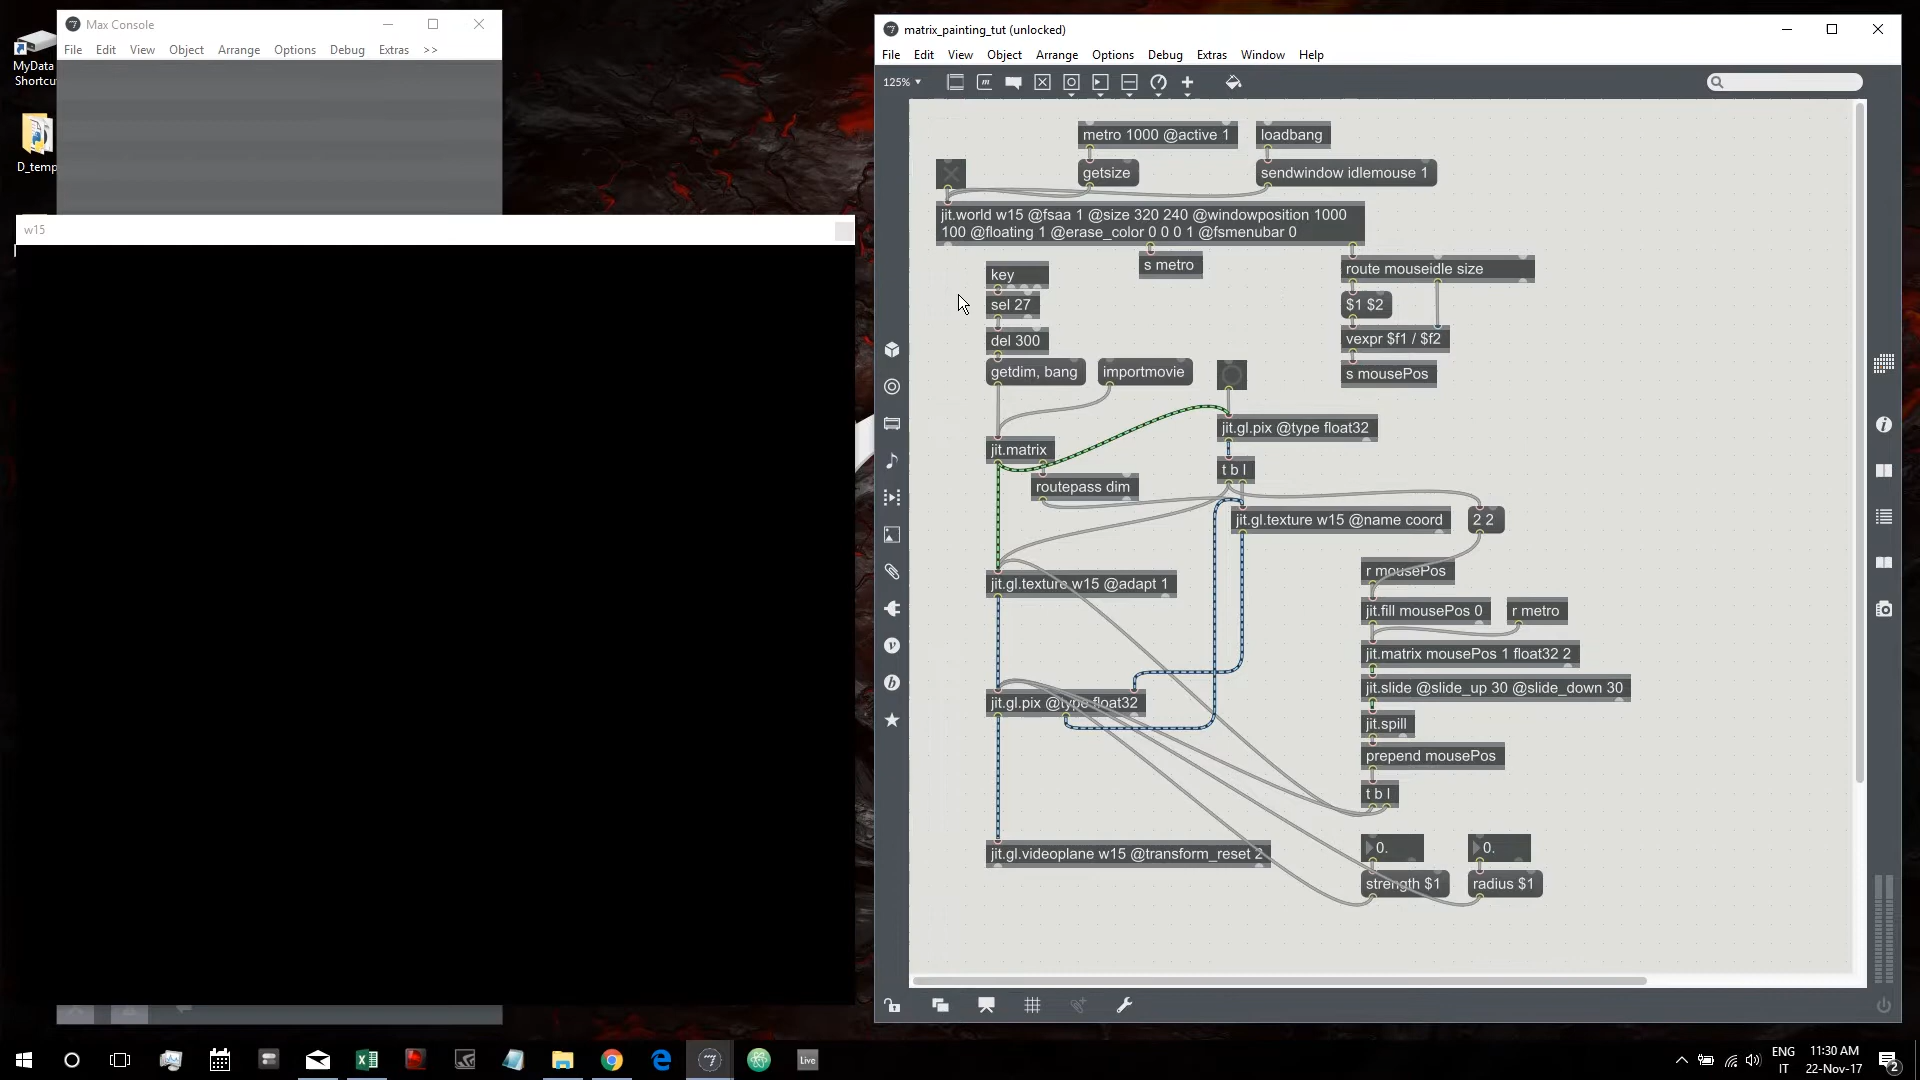 MyData
Shortcu
D_temp
Max Console
File Edit View Object Arrange Options Debug Extras >>
w15
matrix_painting_tut (unlocked)
File Edit View Object Arrange Options Debug Extras Window Help
125%
metro 1000 @active 1
loadbang
getsize
sendwindow idlemouse 1
jit.world w15 @fsaa 1 @size 320 240 @windowposition 1000
100 @floating 1 @erase_color 0 0 0 1 @fsmenubar 0
s metro
key
route mouseidle size
sel 27
$1 $2
del 300
vexpr $f1 / $f2
getdim, bang
importmovie
s mousePos
jit.gl.pix @type float32
jit.matrix
t b l
routepass dim
jit.gl.texture w15 @name coord
2 2
r mousePos
jit.gl.texture w15 @adapt 1
jit.fill mousePos 0
r metro
jit.matrix mousePos 1 float32 2
jit.slide @slide_up 30 @slide_down 30
jit.gl.pix @type float32
jit.spill
prepend mousePos
t b l
0.
0.
jit.gl.videoplane w15 @transform_reset 2
strength $1
radius $1
Live
ENG
IT
11:30 AM
22-Nov-17
2